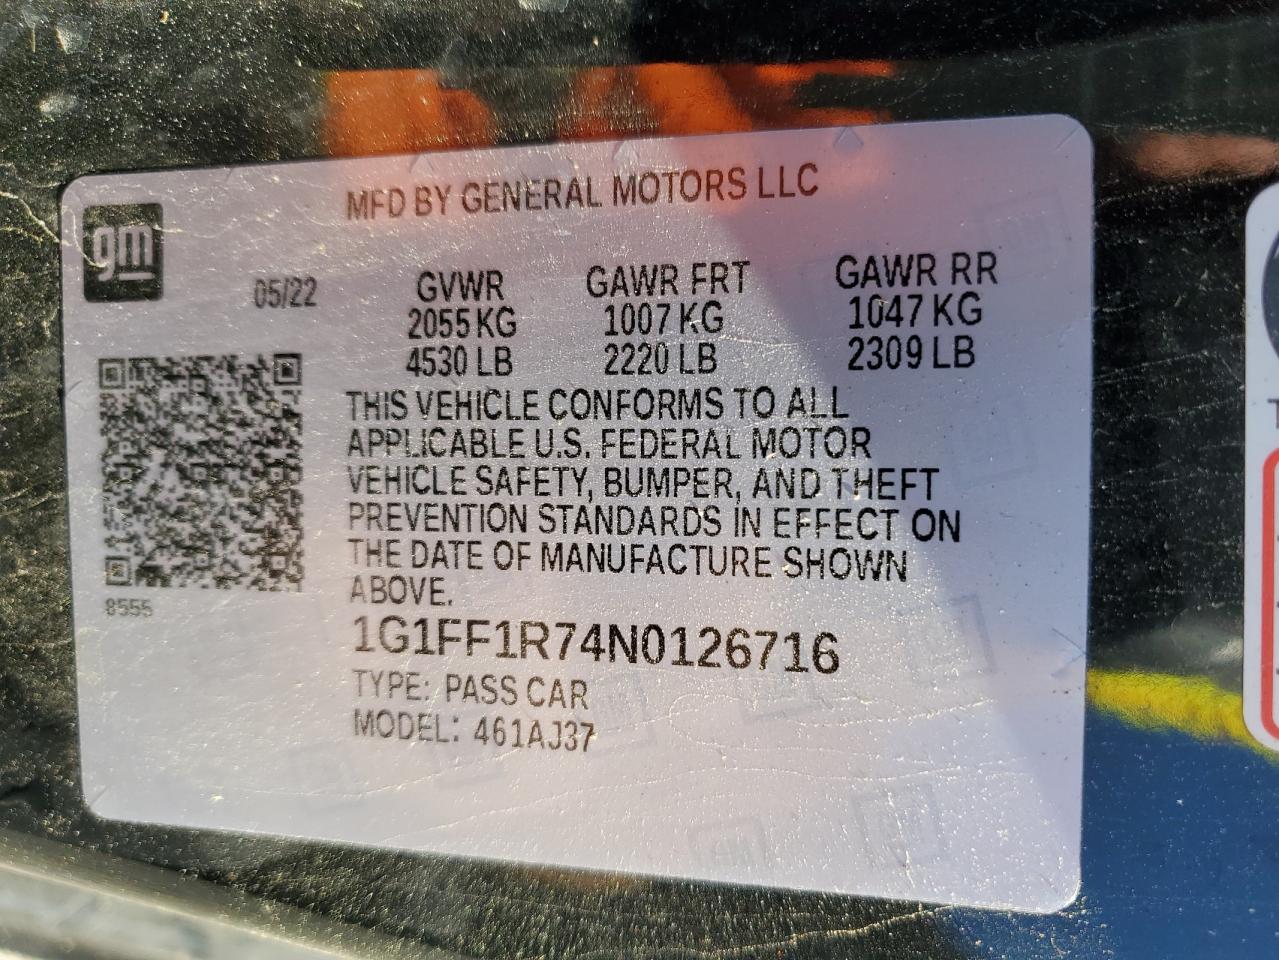 MFD BY GENERAL MOTORS LLC
gm
05/22 GVWR GAWR FRT GAWR RR
2055 KG 1007 KG 1047 KG
4530 LB 2220 LB 2309 LB
THIS VEHICLE CONFORMS TO ALL
APPLICABLE U.S. FEDERAL MOTOR
VEHICLE SAFETY, BUMPER, AND THEFT
PREVENTION STANDARDS IN EFFECT ON
THE DATE OF MANUFACTURE SHOWN
ABOVE.
8555
1G1FF1R74N0126716
TYPE: PASS CAR
MODEL: 461AJ37